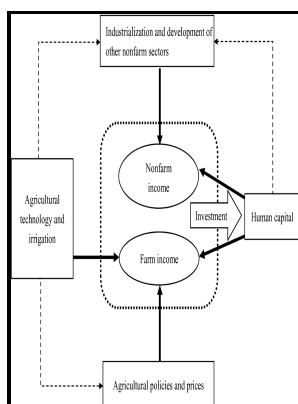 Industrialization and development of
other nonfarm sectors
Nonfarm
income
Agricultural
technology and
irrigation
Investment
Human capital
Farm income
Agricultural policies and prices